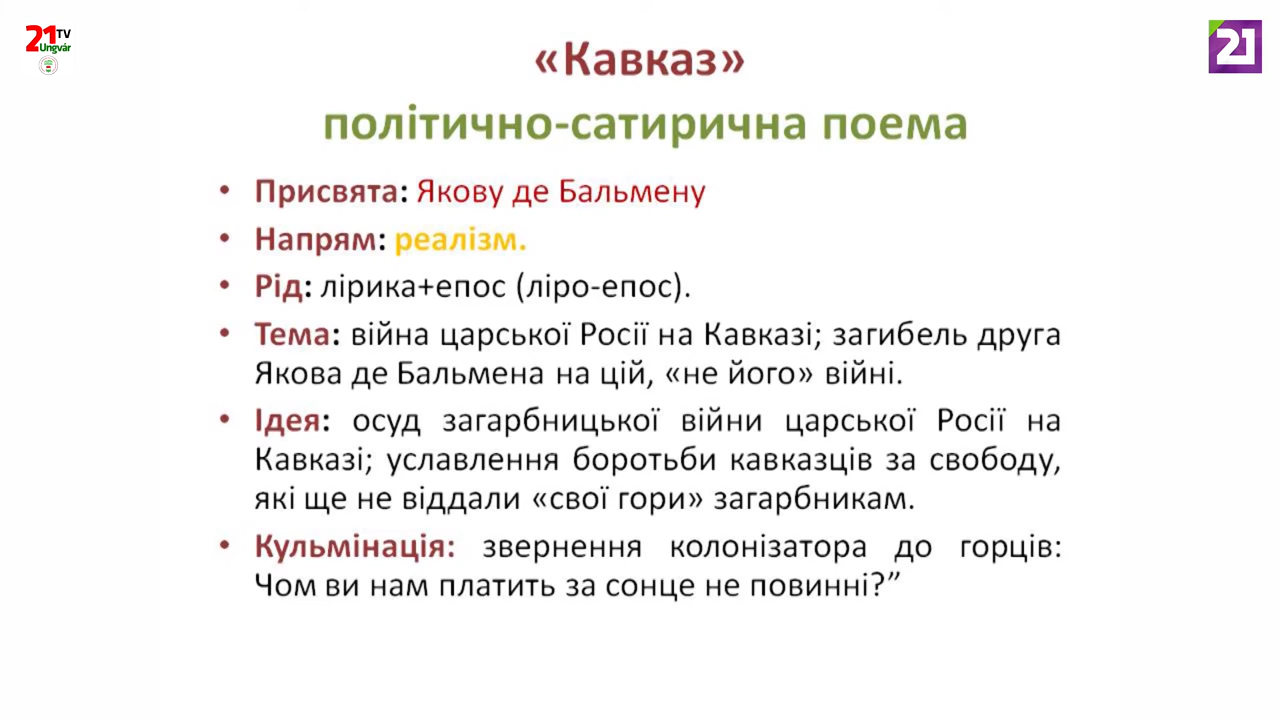 21 TV
Ungvár
21
«Кавказ»
політично-сатирична поема
• Присвята: Якову де Бальмену
• Напрям: реалізм.
• Рід: лірика+епос (ліро-епос).
• Тема: війна царської Росії на Кавказі; загибель друга
Якова де Бальмена на цій, «не його» війні.
• Ідея: осуд загарбницької війни царської Росії на
Кавказі; уславлення боротьби кавказців за свободу,
які ще не віддали «свої гори» загарбникам.
• Кульмінація: звернення колонізатора до горців:
Чом ви нам платить за сонце не повинні?”